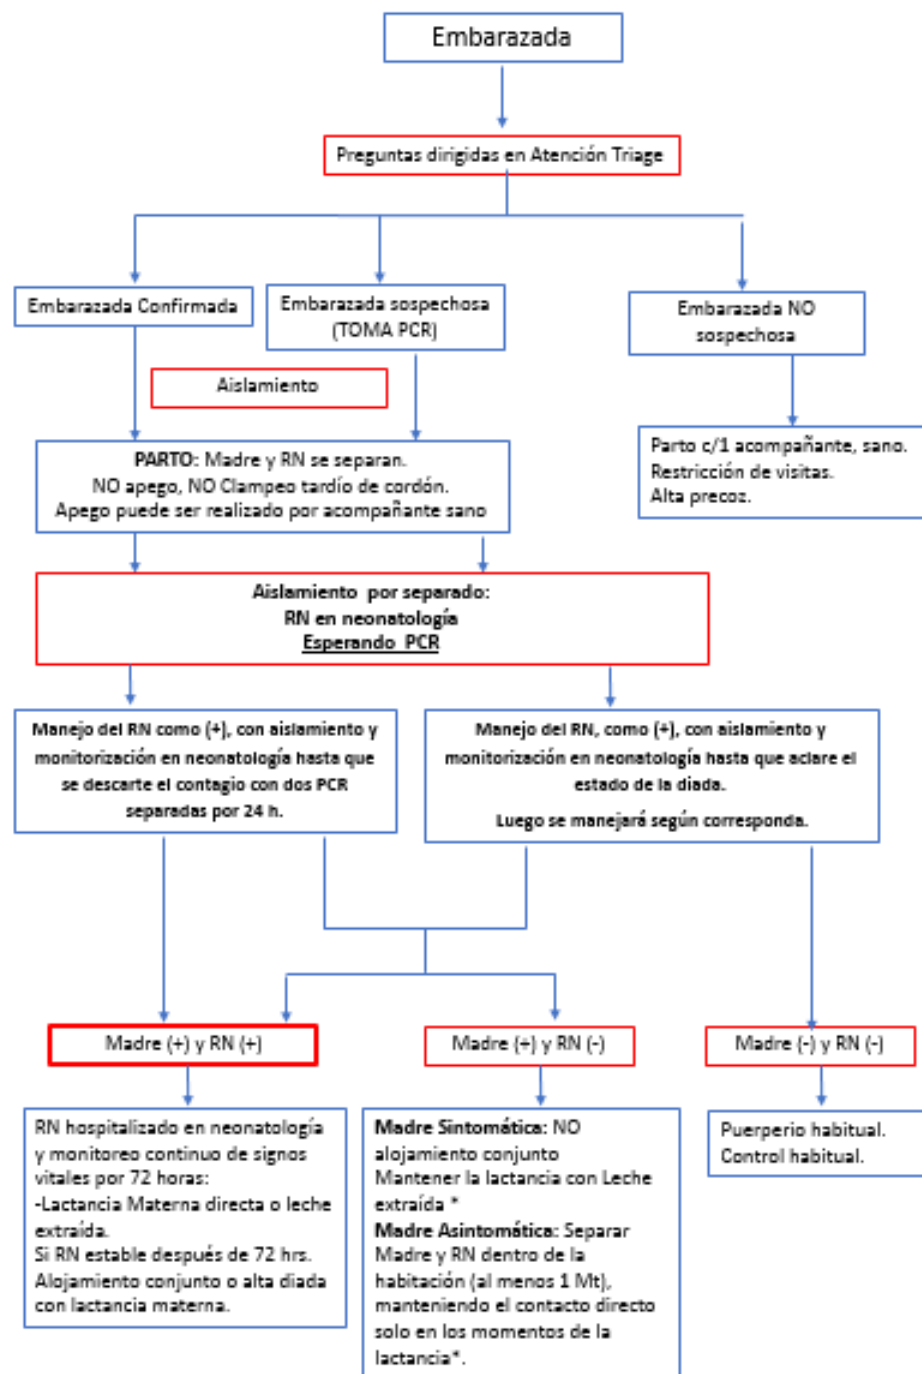 Embarazada
Preguntas dirigidas en Atención Triage
Embarazada Confirmada
Embarazada sospechosa
(TOMA PCR)
Embarazada NO
sospechosa
Aislamiento
PARTO: Madre y RN se separan.
NO apego, NO Clampeo tardío de cordón.
Apego puede ser realizado por acompañante sano
Parto c/1 acompañante, sano.
Restricción de visitas.
Alta precoz.
Aislamiento por separado:
RN en neonatología
Esperando PCR
Manejo del RN como (+), con aislamiento y
monitorización en neonatología hasta que
se descarte el contagio con dos PCR
separadas por 24 h.
Manejo del RN, como (+), con aislamiento y
monitorización en neonatología hasta que aclare el
estado de la diada.
Luego se manejará según corresponda.
Madre (+) y RN (+)
Madre (+) y RN (-)
Madre (-) y RN (-)
RN hospitalizado en neonatología
y monitoreo continuo de signos
vitales por 72 horas:
-Lactancia Materna directa o leche
extraída.
Si RN estable después de 72 hrs.
Alojamiento conjunto o alta diada
con lactancia materna.
Madre Sintomática: NO
alojamiento conjunto
Mantener la lactancia con Leche
extraída *
Madre Asintomática: Separar
Madre y RN dentro de la
habitación (al menos 1 Mt),
manteniendo el contacto directo
solo en los momentos de la
lactancia*.
Puerperio habitual.
Control habitual.